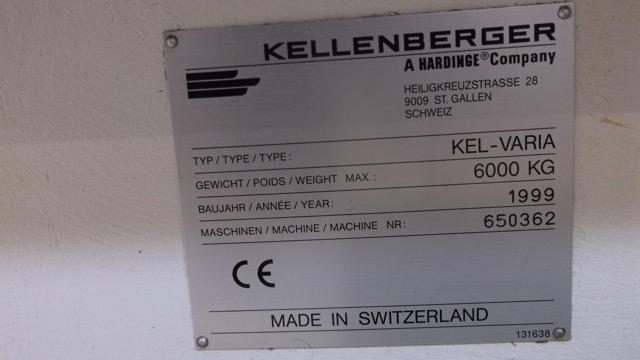 KELLENBERGER
A HARDINGE® Company
HEILIGKREUZSTRASSE 28
9009 ST. GALLEN
SCHWEIZ
TYP / TYPE / TYPE: KEL-VARIA
GEWICHT / POIDS / WEIGHT MAX.: 6000 KG
BAUJAHR / ANNÉE / YEAR: 1999
MASCHINEN / MACHINE / MACHINE NR: 650362
CE
MADE IN SWITZERLAND
131638